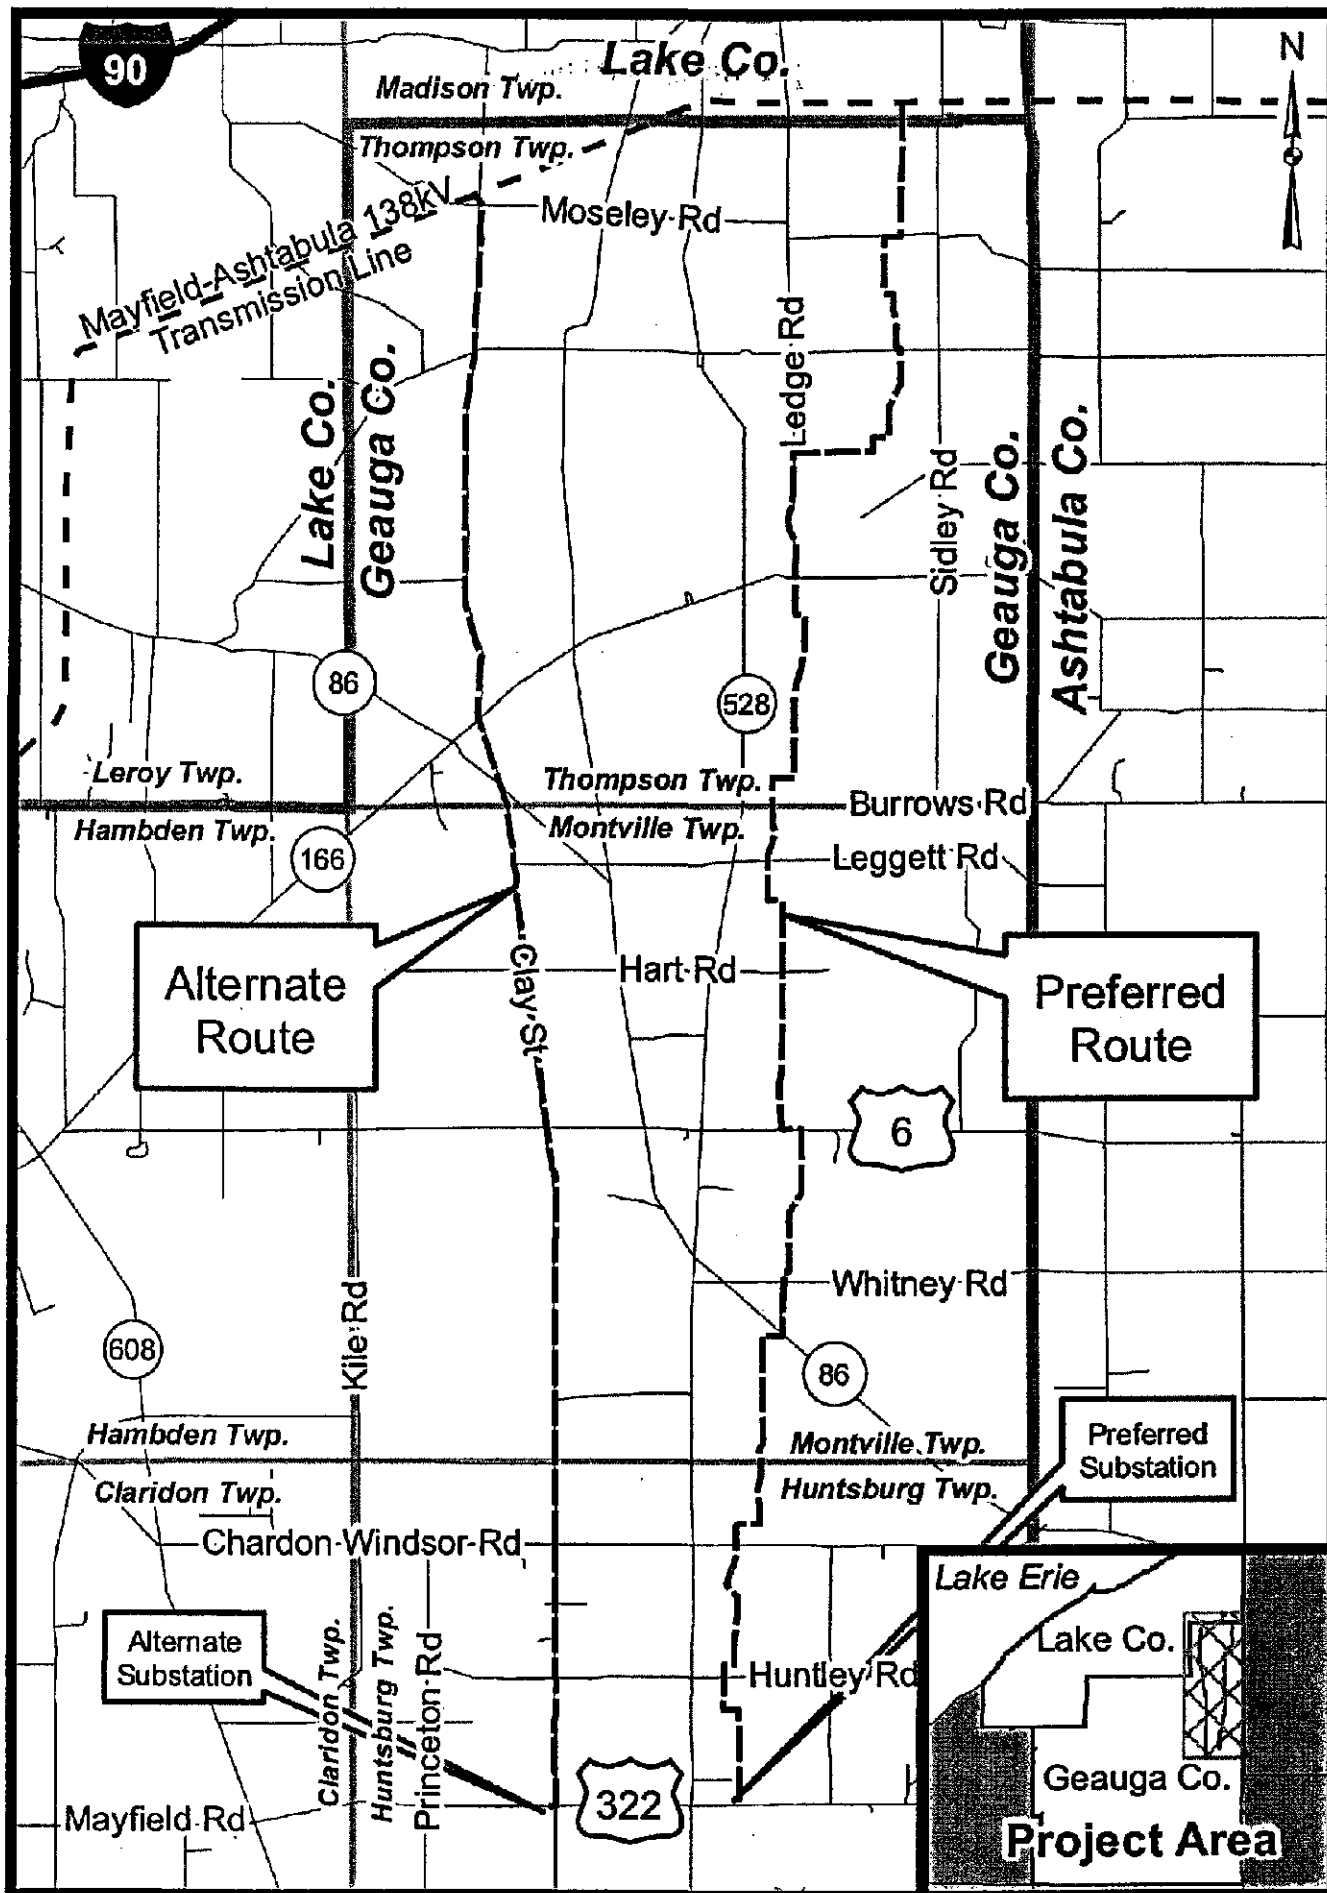 90
Lake Co.
N
Madison Twp.
Thompson Twp.
Moseley Rd
Mayfield-Ashtabula 138kV
Transmission Line
Ledge Rd
Lake Co.
Geauga Co.
Sidley Rd
Geauga Co.
Ashtabula Co.
86
528
Leroy Twp.
Thompson Twp.
Burrows Rd
Hambden Twp.
Montville Twp.
166
Leggett Rd
Alternate
Route
Clay St
Hart Rd
Preferred
Route
6
Whitney Rd
Kile Rd
608
86
Hambden Twp.
Montville Twp.
Preferred
Substation
Claridon Twp.
Huntsburg Twp.
Chardon-Windsor Rd
Alternate
Substation
Claridon Twp.
Huntsburg Twp.
Princeton Rd
Huntley Rd
322
Mayfield Rd
Lake Erie
Lake Co.
Geauga Co.
Project Area